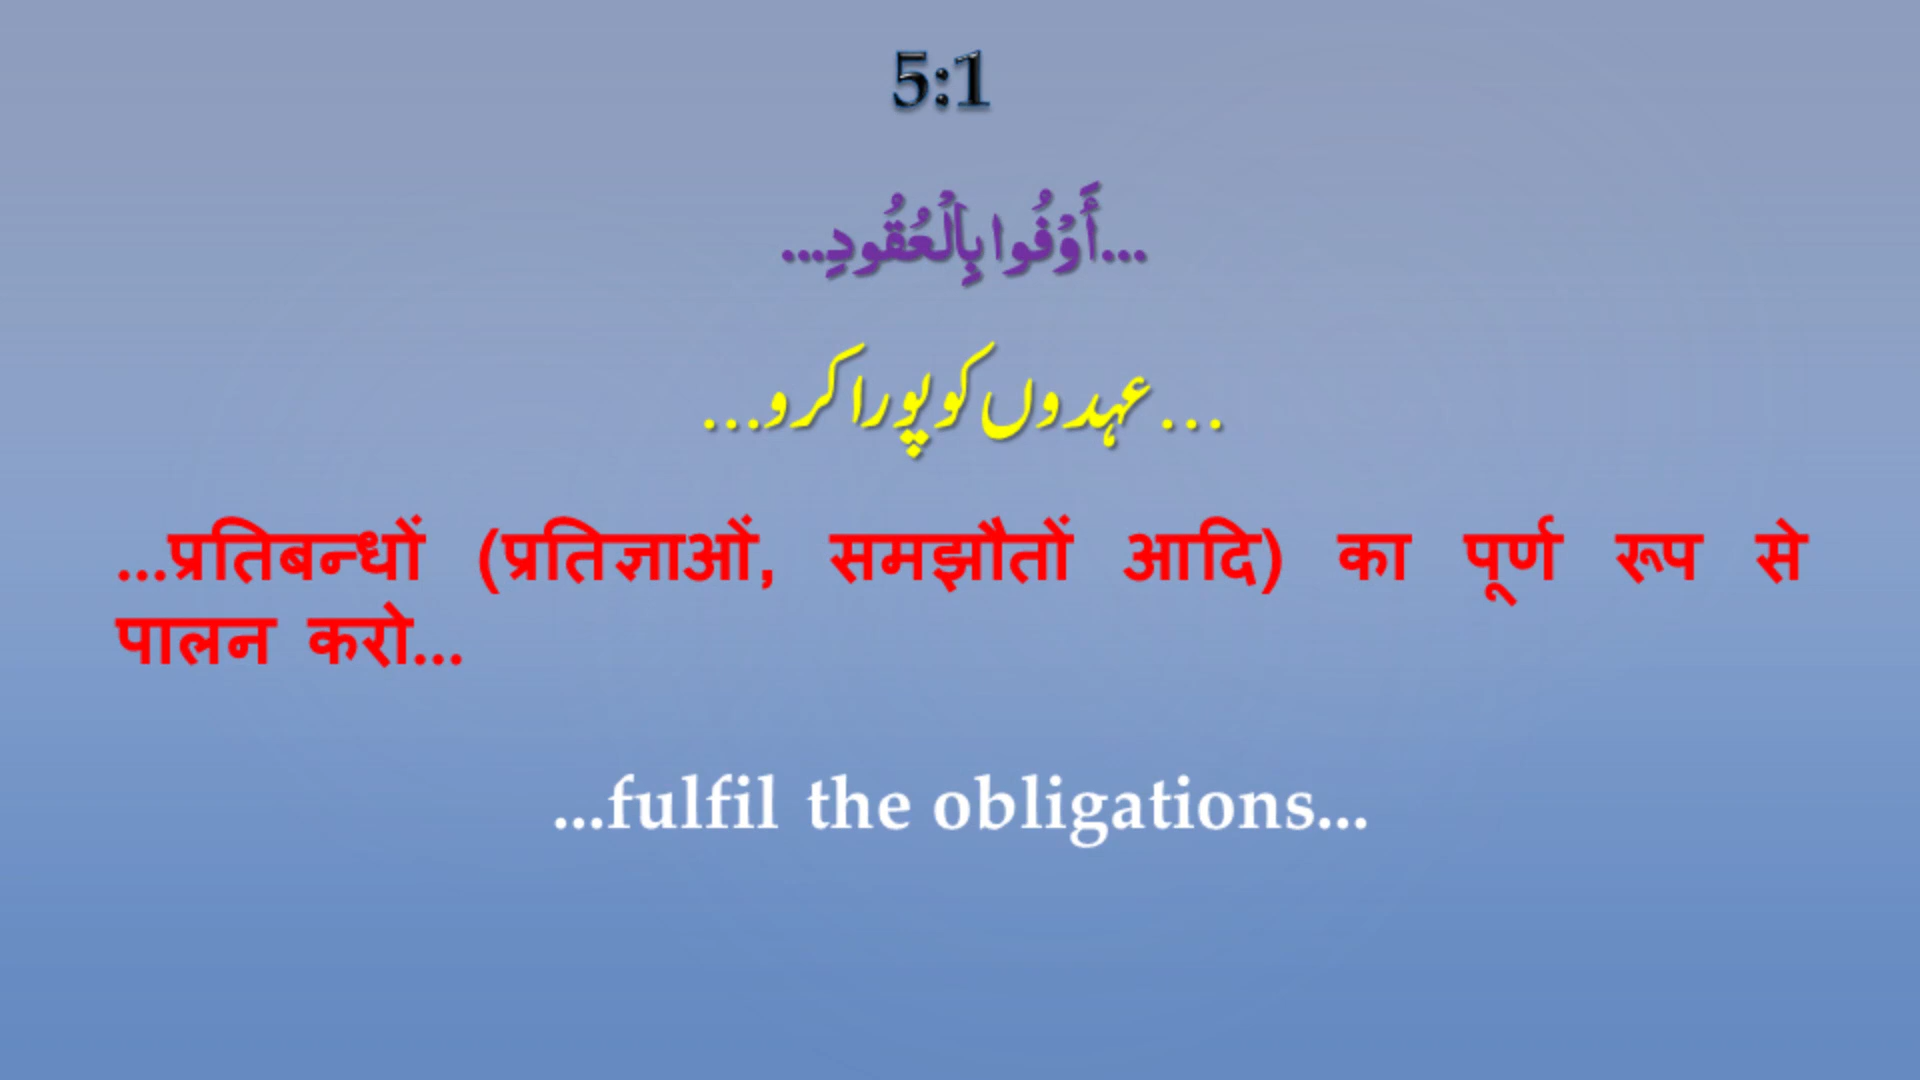 5:1
...أَوْفُوا بِالْعُقُودِ...
...عہدوں کو پورا کرو...
...प्रतिबन्धों (प्रतिज्ञाओं, समझौतों आदि) का पूर्ण रूप से
पालन करो...
...fulfil the obligations...